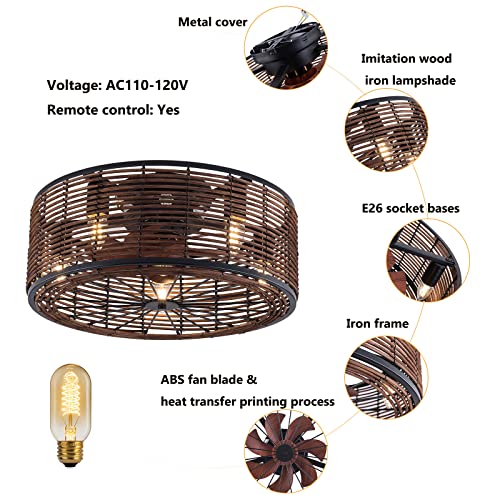 Metal cover
Imitation wood
iron lampshade
Voltage: AC110-120V
Remote control: Yes
E26 socket bases
Iron frame
ABS fan blade &
heat transfer printing process